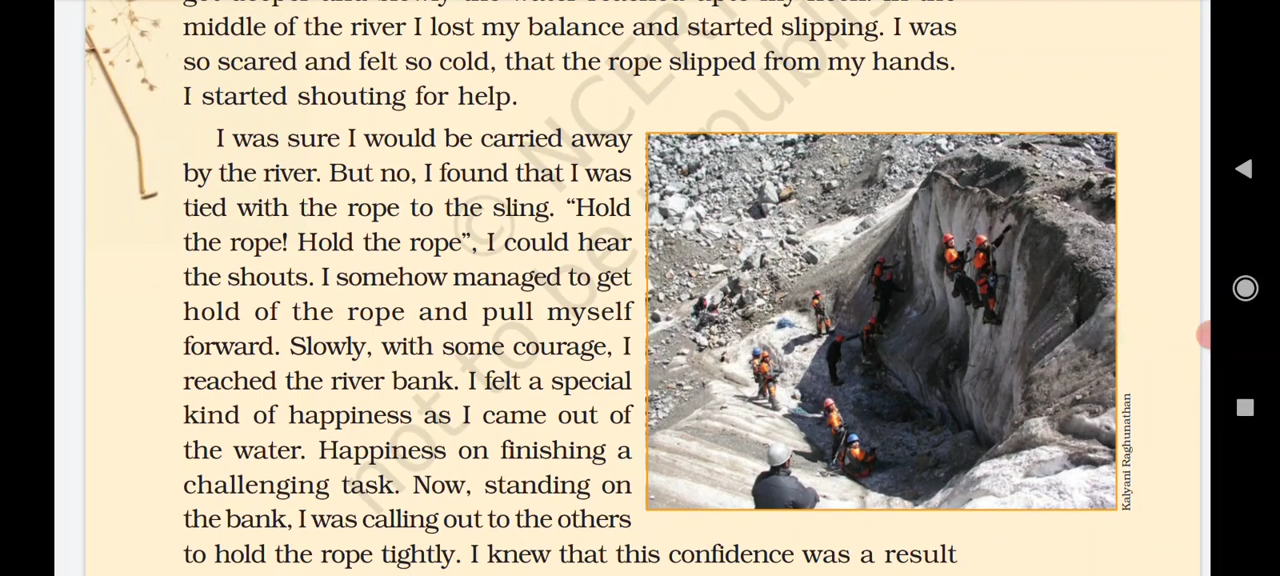 middle of the river I lost my balance and started slipping. I was
so scared and felt so cold, that the rope slipped from my hands.
I started shouting for help.
I was sure I would be carried away
by the river. But no, I found that I was
tied with the rope to the sling. “Hold
the rope! Hold the rope”, I could hear
the shouts. I somehow managed to get
hold of the rope and pull myself
forward. Slowly, with some courage, I
reached the river bank. I felt a special
kind of happiness as I came out of
the water. Happiness on finishing a
challenging task. Now, standing on
the bank, I was calling out to the others
to hold the rope tightly. I knew that this confidence was a result
Kalyani Raghunathan
© NCER
not to be publi